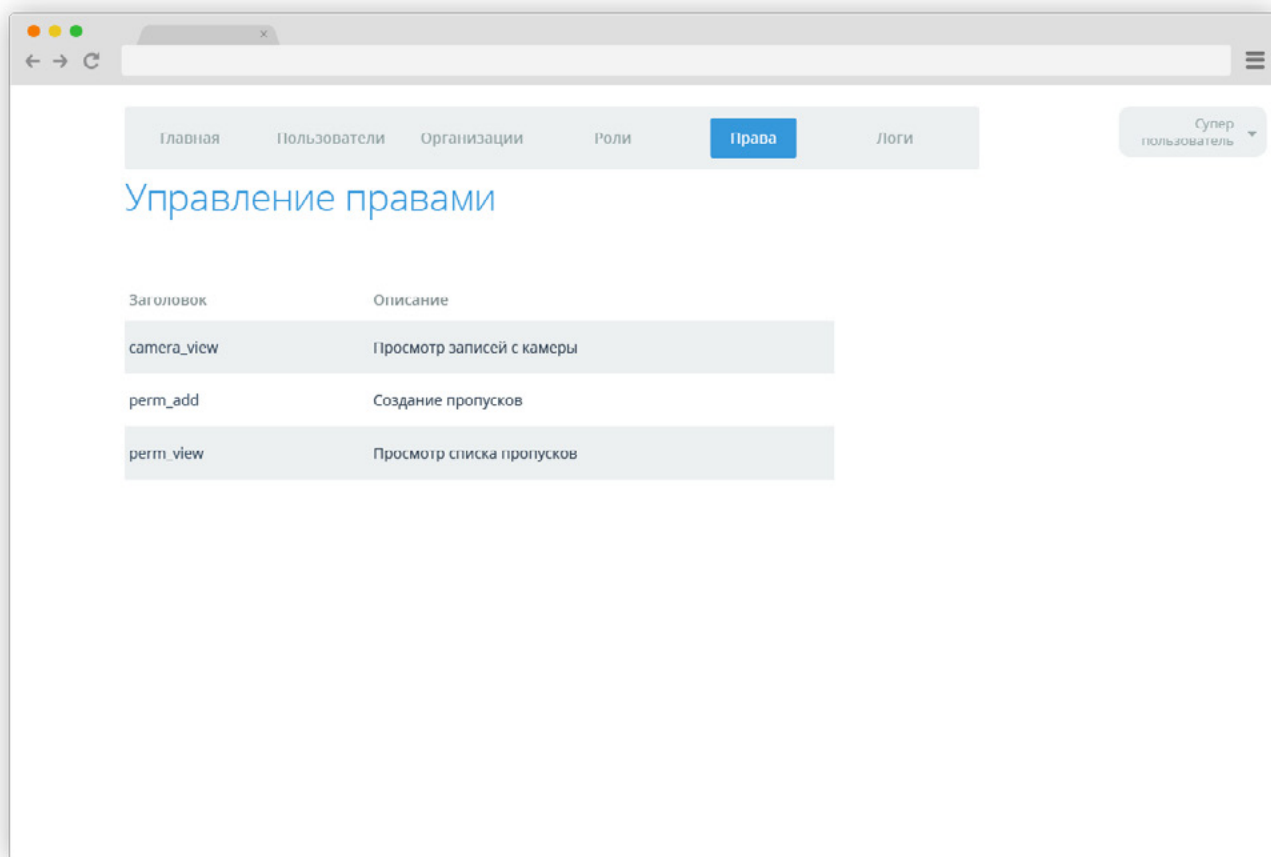 Главная Пользователи Организации Роли Права Логи
Супер
пользователь
Управление правами
Заголовок Описание
camera_view Просмотр записей с камеры
perm_add Создание пропусков
perm_view Просмотр списка пропусков